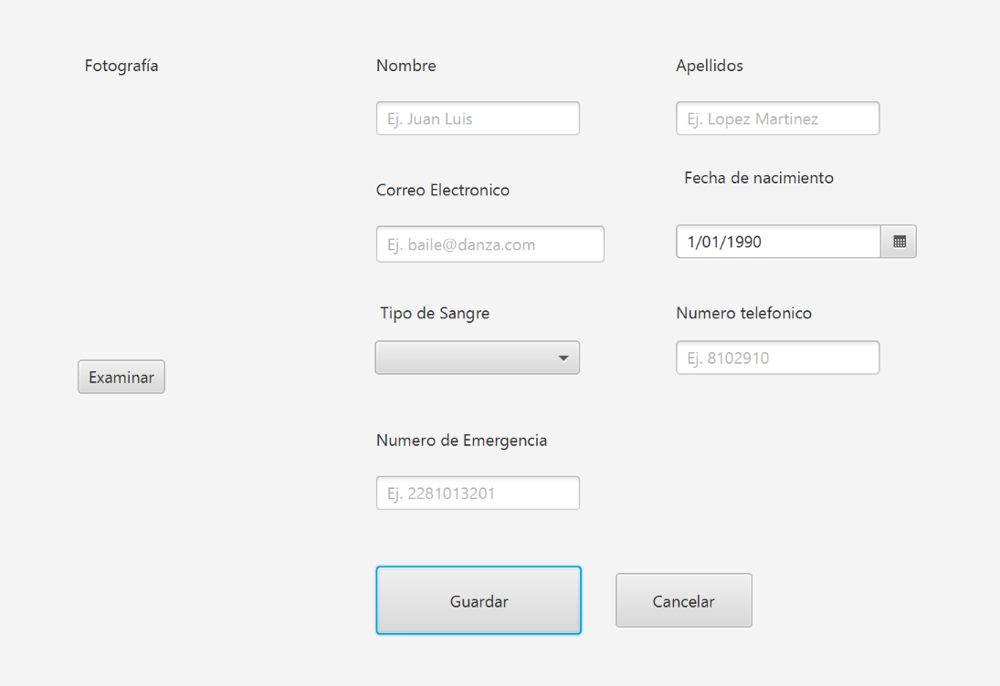 Fotografía
Nombre
Apellidos
Ej. Juan Luis
Ej. Lopez Martinez
Correo Electronico
Fecha de nacimiento
Ej. baile@danza.com
1/01/1990
Tipo de Sangre
Numero telefonico
Ej. 8102910
Examinar
Numero de Emergencia
Ej. 2281013201
Guardar
Cancelar